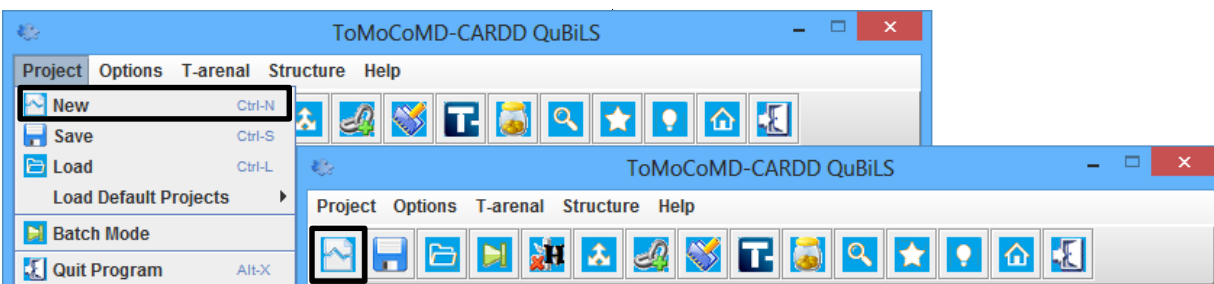 ToMoCoMD-CARDD QuBiLS
Project Options T-arenal Structure Help
New Ctrl-N
Save Ctrl-S
Load Ctrl-L
Load Default Projects
Batch Mode
Quit Program Alt-X
ToMoCoMD-CARDD QuBiLS
Project Options T-arenal Structure Help
H T-